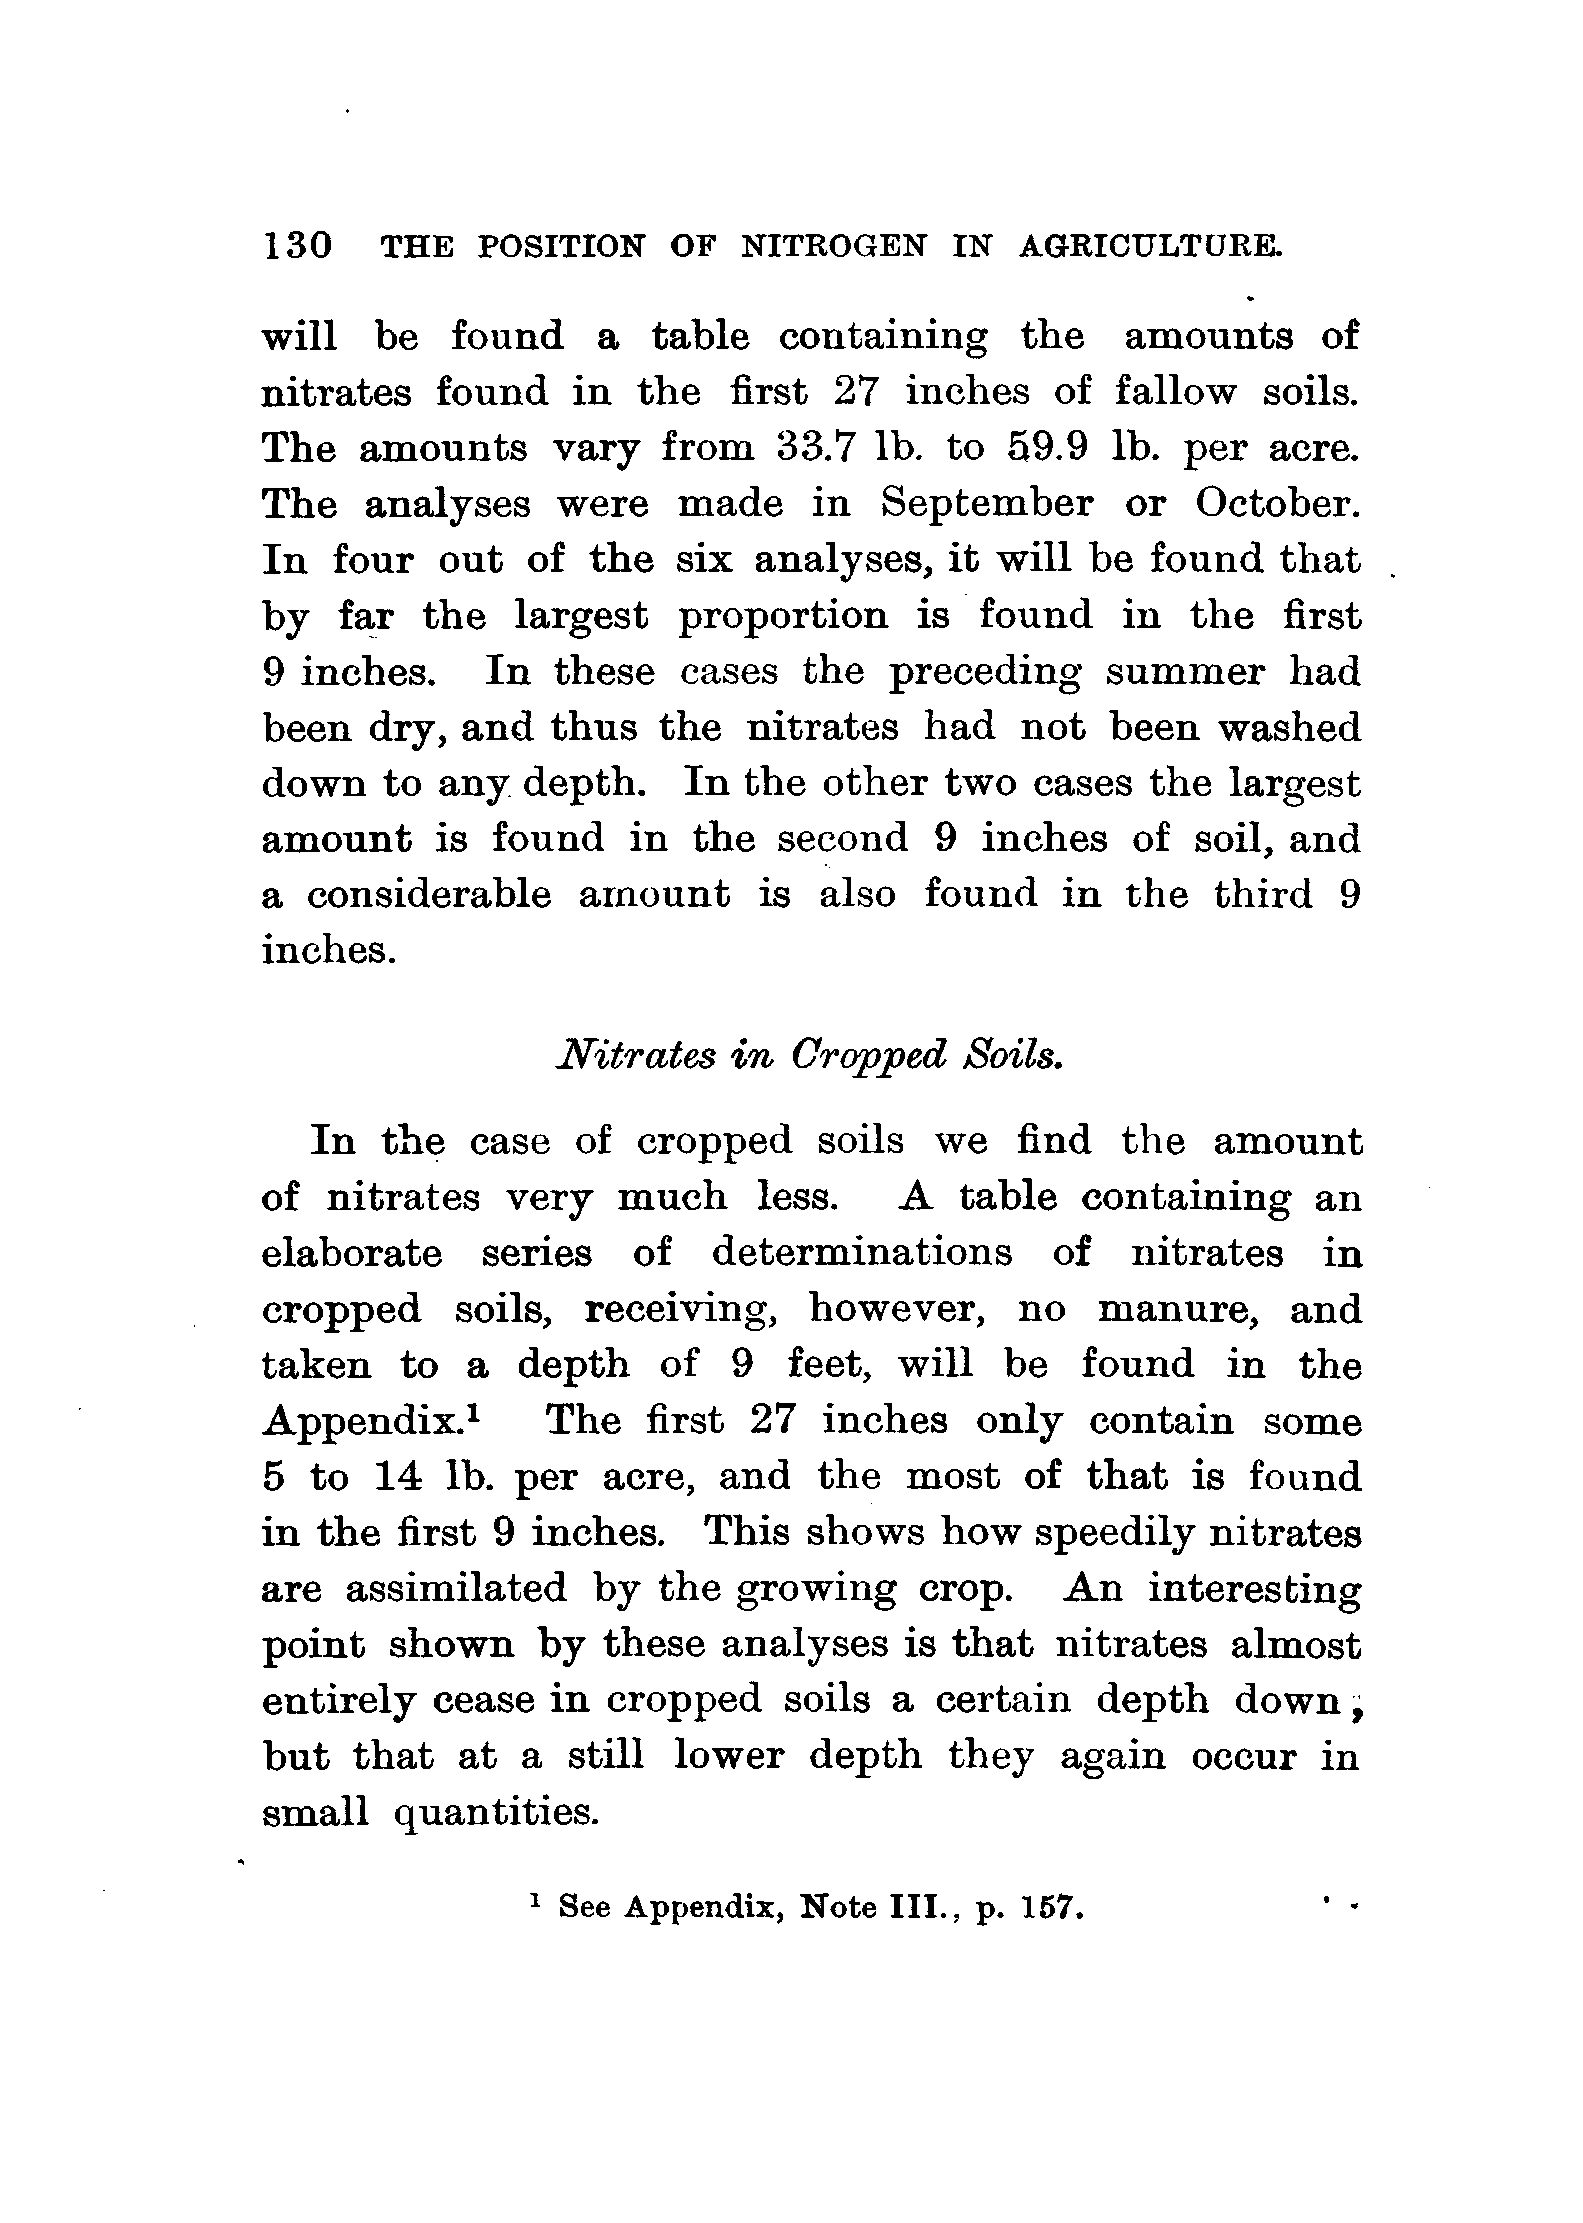 130 THE POSITION OF NITROGEN IN AGRICULTURE.
will be found a table containing the amounts of
nitrates found in the first 27 inches of fallow soils.
The amounts vary from 33.7 lb. to 59.9 lb. per acre.
The analyses were made in September or October.
In four out of the six analyses, it will be found that
by far the largest proportion is found in the first
9 inches. In these cases the preceding summer had
been dry, and thus the nitrates had not been washed
down to any depth. In the other two cases the largest
amount is found in the second 9 inches of soil, and
a considerable amount is also found in the third 9
inches.
Nitrates in Cropped Soils.
In the case of cropped soils we find the amount
of nitrates very much less. A table containing an
elaborate series of determinations of nitrates in
cropped soils, receiving, however, no manure, and
taken to a depth of 9 feet, will be found in the
Appendix.¹ The first 27 inches only contain some
5 to 14 lb. per acre, and the most of that is found
in the first 9 inches. This shows how speedily nitrates
are assimilated by the growing crop. An interesting
point shown by these analyses is that nitrates almost
entirely cease in cropped soils a certain depth down;
but that at a still lower depth they again occur in
small quantities.
¹ See Appendix, Note III., p. 157.